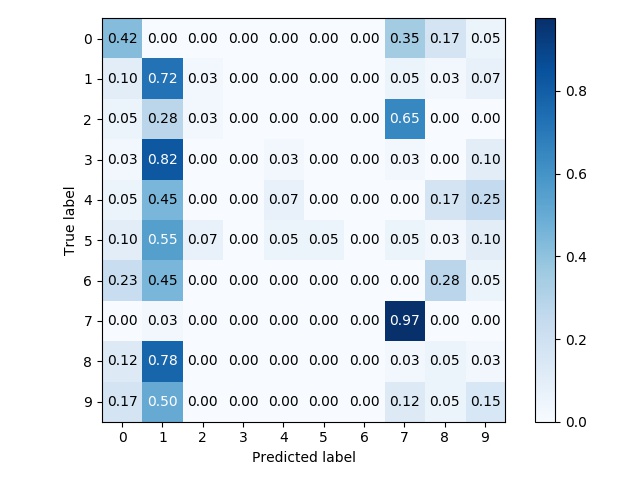 0 0.42 0.00 0.00 0.00 0.00 0.00 0.00 0.35 0.17 0.05
1 0.10 0.72 0.03 0.00 0.00 0.00 0.00 0.05 0.03 0.07
2 0.05 0.28 0.03 0.00 0.00 0.00 0.00 0.65 0.00 0.00
3 0.03 0.82 0.00 0.00 0.03 0.00 0.00 0.03 0.00 0.10
4 0.05 0.45 0.00 0.00 0.07 0.00 0.00 0.00 0.17 0.25
5 0.10 0.55 0.07 0.00 0.05 0.05 0.00 0.05 0.03 0.10
6 0.23 0.45 0.00 0.00 0.00 0.00 0.00 0.00 0.28 0.05
7 0.00 0.03 0.00 0.00 0.00 0.00 0.00 0.97 0.00 0.00
8 0.12 0.78 0.00 0.00 0.00 0.00 0.00 0.03 0.05 0.03
9 0.17 0.50 0.00 0.00 0.00 0.00 0.00 0.12 0.05 0.15
0 1 2 3 4 5 6 7 8 9
Predicted label
True label
0.8
0.6
0.4
0.2
0.0